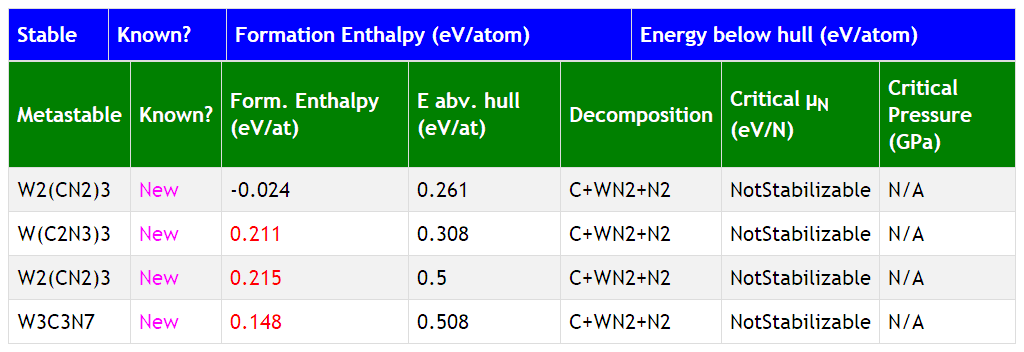 Stable Known? Formation Enthalpy (eV/atom) Energy below hull (eV/atom)
Metastable Known? Form. Enthalpy (eV/at) E abv. hull (eV/at) Decomposition Critical μN (eV/N) Critical Pressure (GPa)
W2(CN2)3 New -0.024 0.261 C+WN2+N2 NotStabilizable N/A
W(C2N3)3 New 0.211 0.308 C+WN2+N2 NotStabilizable N/A
W2(CN2)3 New 0.215 0.5 C+WN2+N2 NotStabilizable N/A
W3C3N7 New 0.148 0.508 C+WN2+N2 NotStabilizable N/A